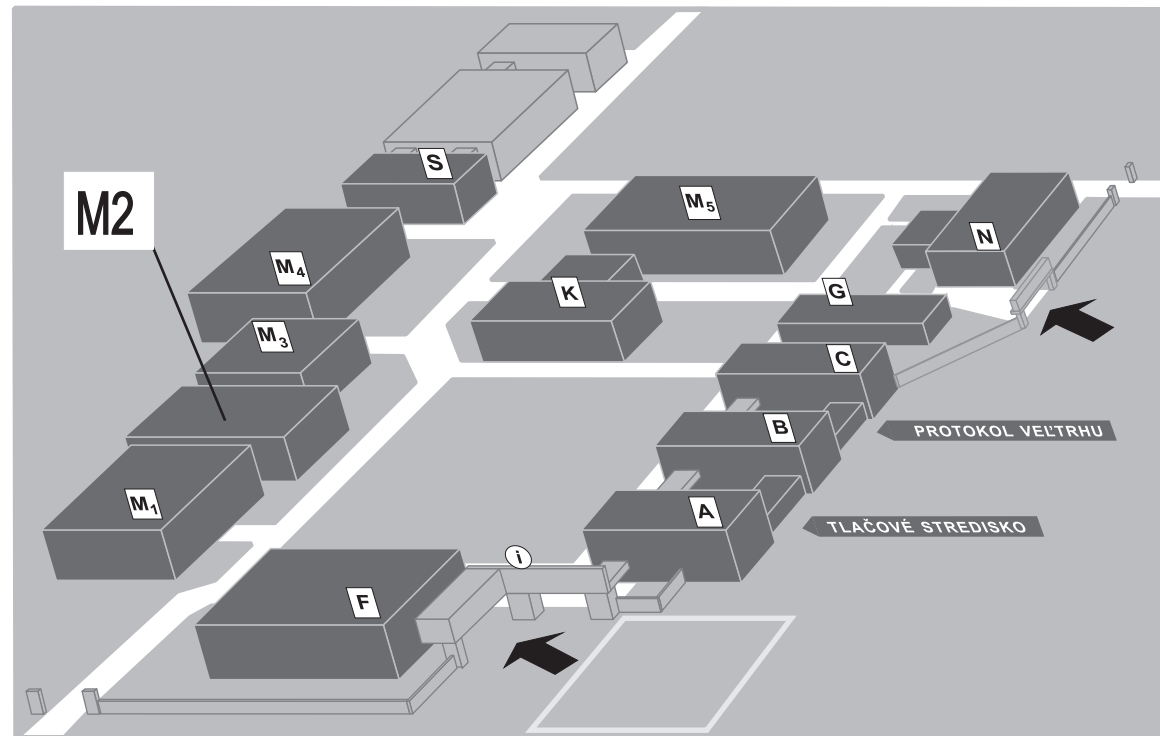 S
M2
M5
N
M4
K
G
M3
C
B
PROTOKOL VEĽTRHU
M1
A
TLAČOVÉ STREDISKO
i
F